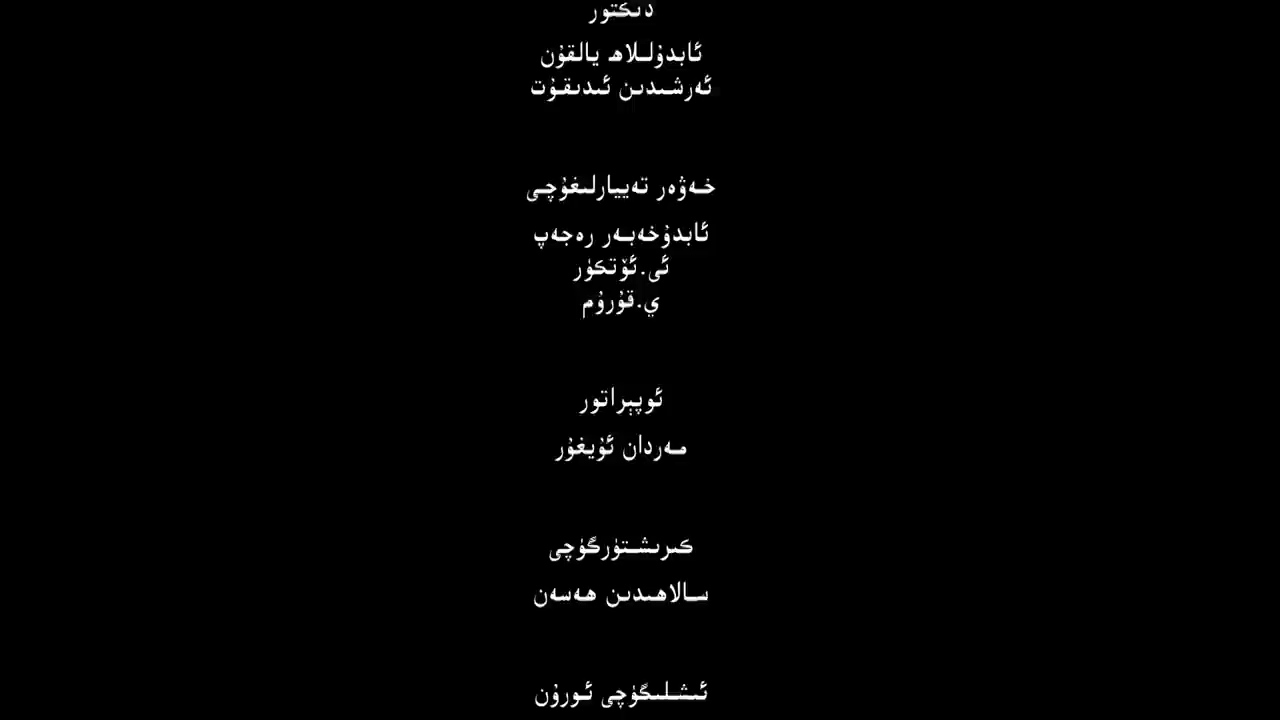 دىكتور
ئابدۇللاھ يالقۇن
ئەرشىدىن ئىدىقۇت
خەۋەر تەييارلىغۇچى
ئابدۇخەبەر رەجەپ
ئى.ئۆتكۈر
ي.قۇرۇم
ئوپېراتور
مەردان ئۇيغۇر
كىرىشتۈرگۈچى
سالاھىدىن ھەسەن
ئىشلىگۈچى ئورۇن